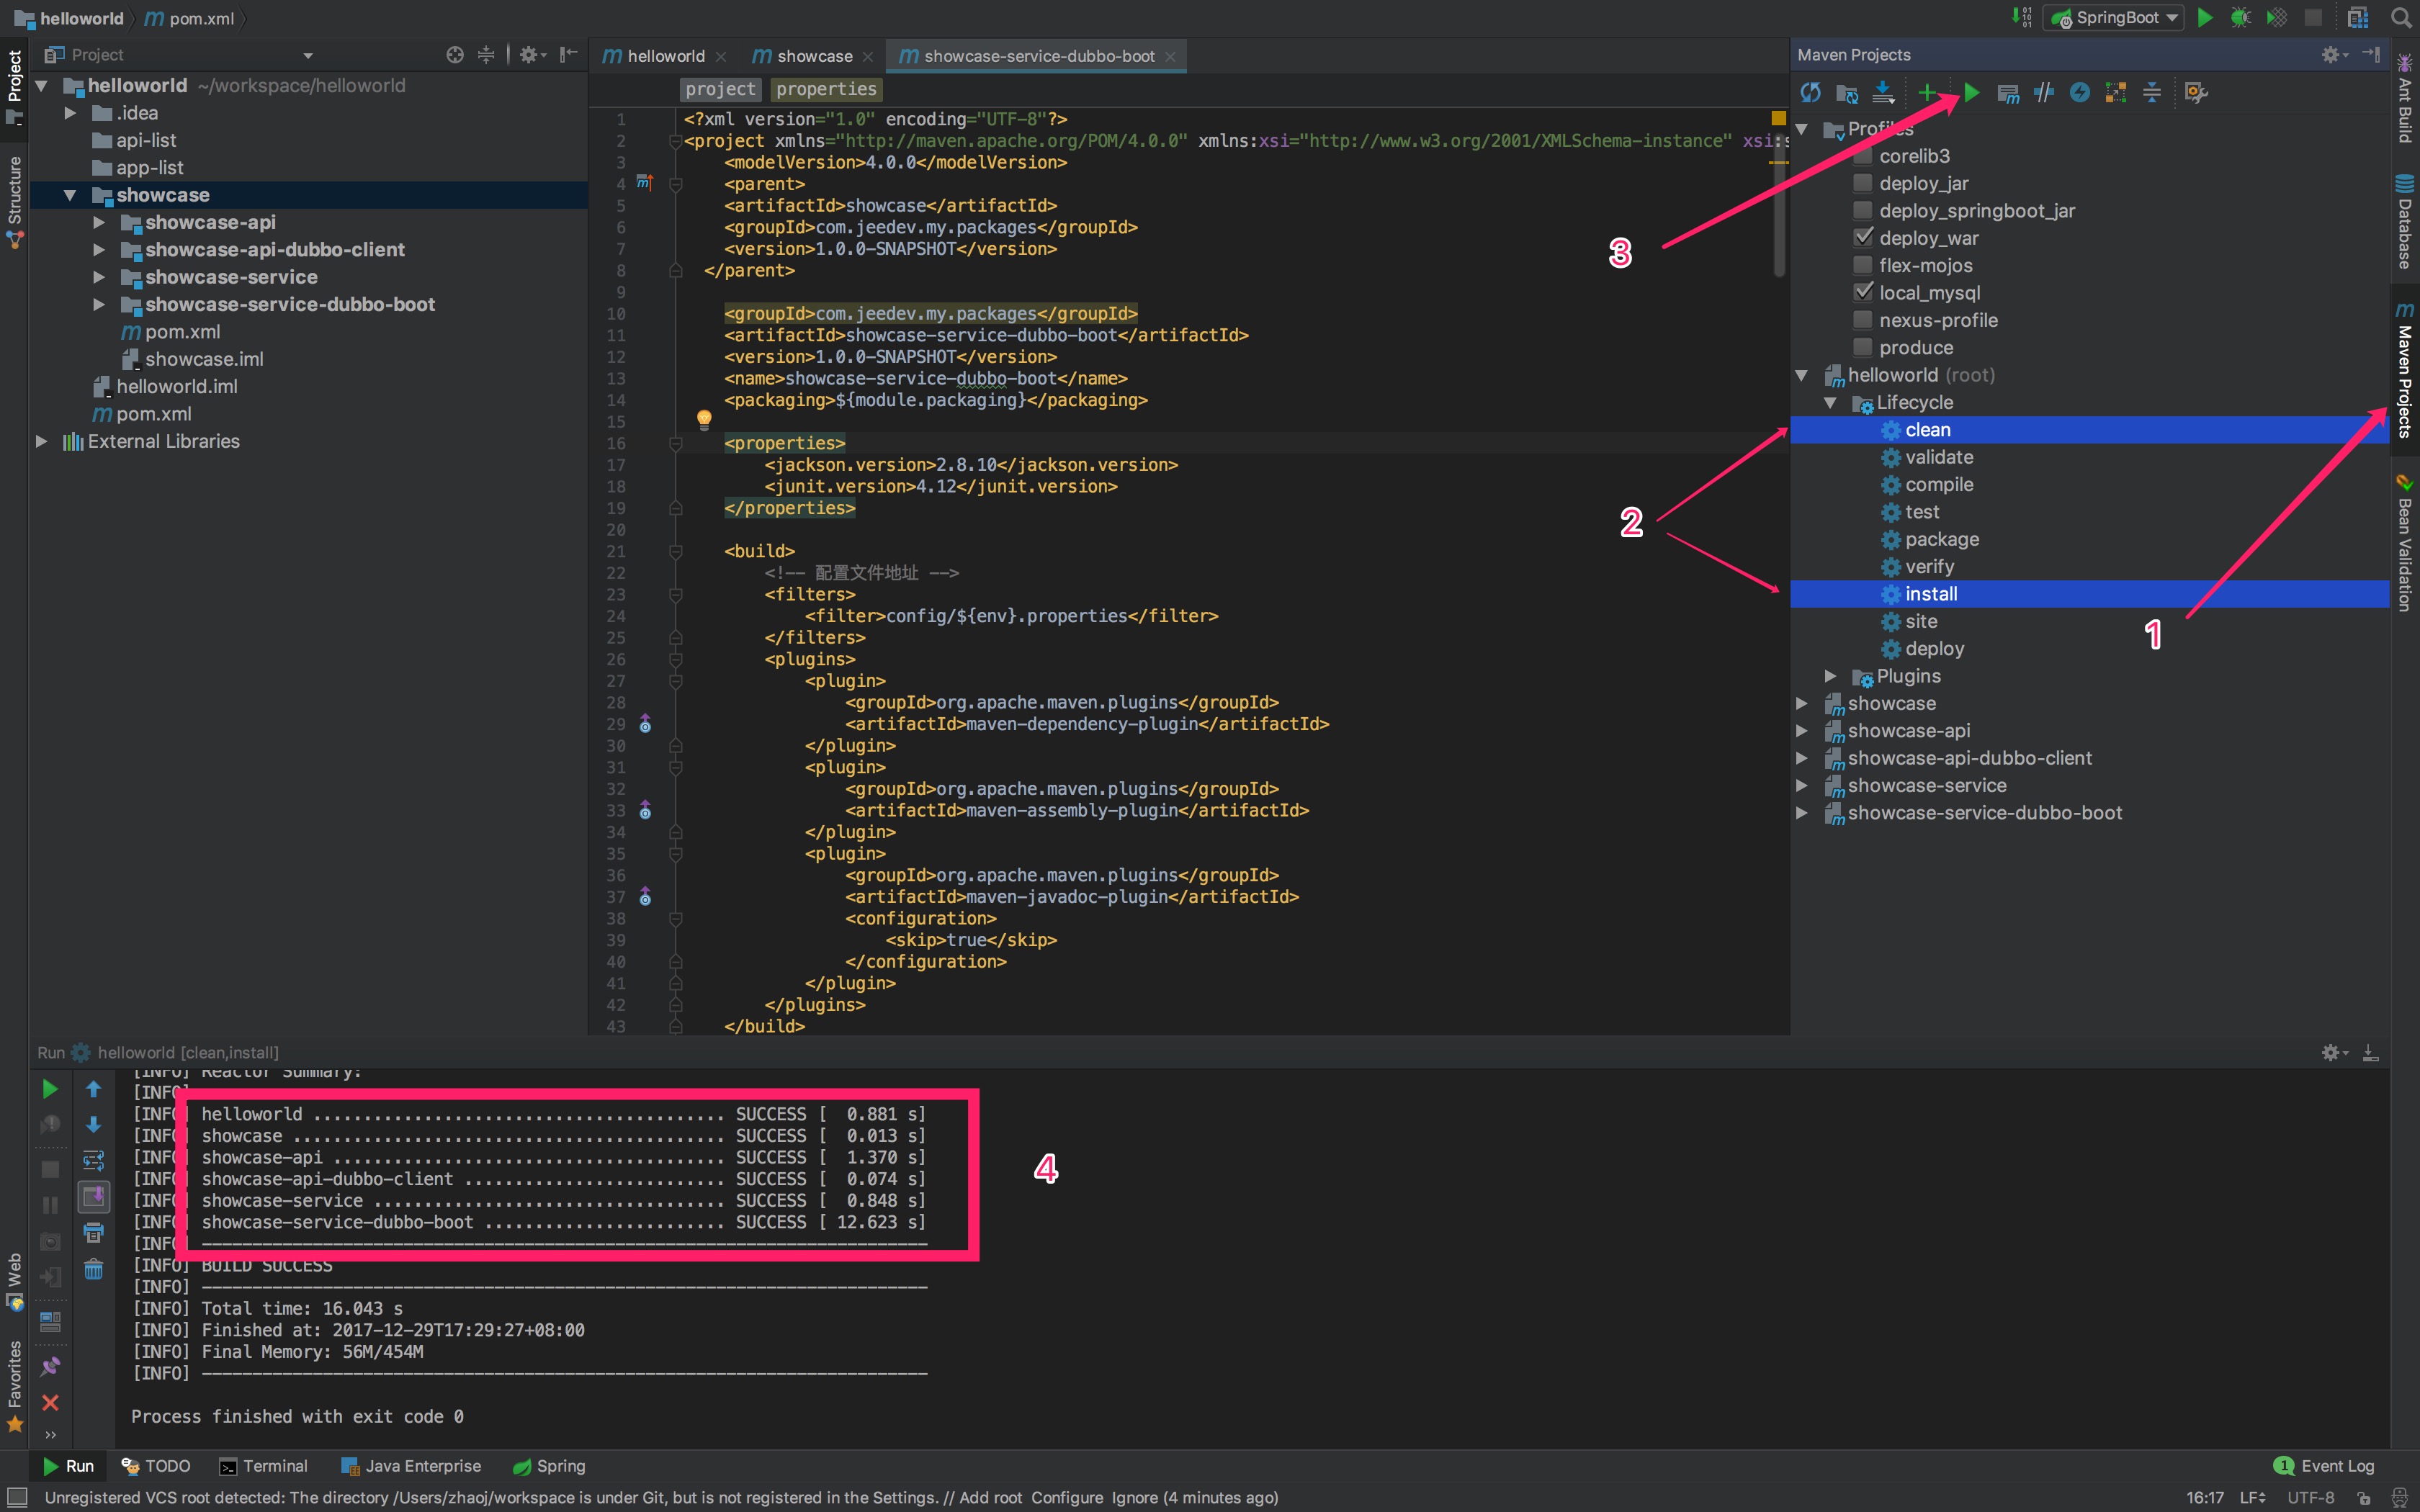 helloworld
pom.xml
SpringBoot
Project
helloworld ~/workspace/helloworld
.idea
api-list
app-list
showcase
showcase-api
showcase-api-dubbo-client
showcase-service
showcase-service-dubbo-boot
pom.xml
showcase.iml
helloworld.iml
pom.xml
External Libraries
Project
Structure
Web
Favorites
helloworld
showcase
showcase-service-dubbo-boot
project
properties
1 <?xml version="1.0" encoding="UTF-8"?>
2 <project xmlns="http://maven.apache.org/POM/4.0.0" xmlns:xsi="http://www.w3.org/2001/XMLSchema-instance" xsi:s
3 <modelVersion>4.0.0</modelVersion>
4 <parent>
5 <artifactId>showcase</artifactId>
6 <groupId>com.jeedev.my.packages</groupId>
7 <version>1.0.0-SNAPSHOT</version>
8 </parent>
9
10 <groupId>com.jeedev.my.packages</groupId>
11 <artifactId>showcase-service-dubbo-boot</artifactId>
12 <version>1.0.0-SNAPSHOT</version>
13 <name>showcase-service-dubbo-boot</name>
14 <packaging>${module.packaging}</packaging>
15
16 <properties>
17 <jackson.version>2.8.10</jackson.version>
18 <junit.version>4.12</junit.version>
19 </properties>
20
21 <build>
22 <!-- 配置文件地址 -->
23 <filters>
24 <filter>config/${env}.properties</filter>
25 </filters>
26 <plugins>
27 <plugin>
28 <groupId>org.apache.maven.plugins</groupId>
29 <artifactId>maven-dependency-plugin</artifactId>
30 </plugin>
31 <plugin>
32 <groupId>org.apache.maven.plugins</groupId>
33 <artifactId>maven-assembly-plugin</artifactId>
34 </plugin>
35 <plugin>
36 <groupId>org.apache.maven.plugins</groupId>
37 <artifactId>maven-javadoc-plugin</artifactId>
38 <configuration>
39 <skip>true</skip>
40 </configuration>
41 </plugin>
42 </plugins>
43 </build>
3
2
1
Maven Projects
Profiles
corelib3
deploy_jar
deploy_springboot_jar
deploy_war
flex-mojos
local_mysql
nexus-profile
produce
helloworld (root)
Lifecycle
clean
validate
compile
test
package
verify
install
site
deploy
Plugins
showcase
showcase-api
showcase-api-dubbo-client
showcase-service
showcase-service-dubbo-boot
Ant Build
Database
Maven Projects
Bean Validation
Run helloworld [clean,install]
[INFO] Reactor Summary:
[INFO]
[INFO] helloworld ......................................... SUCCESS [ 0.881 s]
[INFO] showcase ........................................... SUCCESS [ 0.013 s]
[INFO] showcase-api ....................................... SUCCESS [ 1.370 s]
[INFO] showcase-api-dubbo-client .......................... SUCCESS [ 0.074 s]
[INFO] showcase-service ................................... SUCCESS [ 0.848 s]
[INFO] showcase-service-dubbo-boot ........................ SUCCESS [ 12.623 s]
[INFO] ------------------------------------------------------------------------
[INFO] BUILD SUCCESS
[INFO] ------------------------------------------------------------------------
[INFO] Total time: 16.043 s
[INFO] Finished at: 2017-12-29T17:29:27+08:00
[INFO] Final Memory: 56M/454M
[INFO] ------------------------------------------------------------------------
Process finished with exit code 0
4
Run
TODO
Terminal
Java Enterprise
Spring
1 Event Log
Unregistered VCS root detected: The directory /Users/zhaoj/workspace is under Git, but is not registered in the Settings. // Add root Configure Ignore (4 minutes ago)
16:17 LF UTF-8